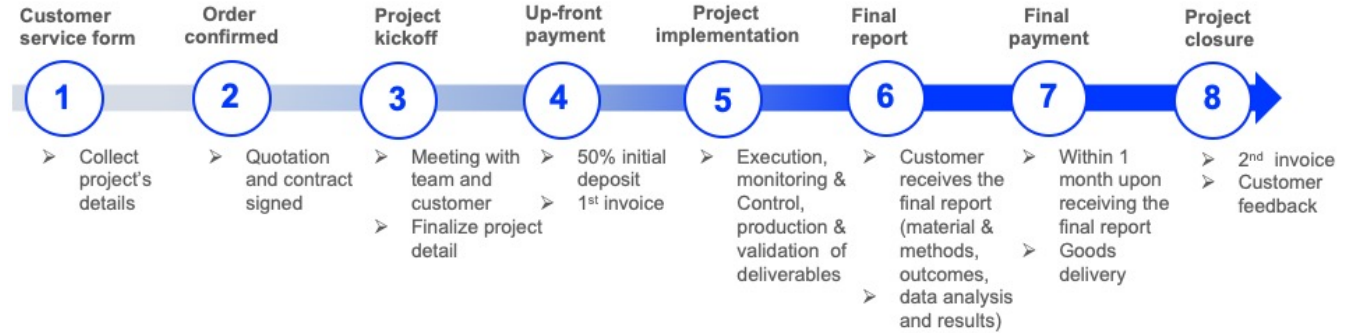 Customer
service form
Order
confirmed
Project
kickoff
Up-front
payment
Project
implementation
Final
report
Final
payment
Project
closure
1
2
3
4
5
6
7
8
➢ Collect
project's
details
➢ Quotation
and contract
signed
➢ Meeting with
team and
customer
➢ Finalize project
detail
➢ 50% initial
deposit
➢ 1st invoice
➢ Execution,
monitoring &
Control,
production &
validation of
deliverables
➢ Customer
receives the
final report
(material &
methods,
outcomes,
➢ data analysis
and results)
➢ Within 1
month upon
receiving the
final report
➢ Goods
delivery
➢ 2nd invoice
➢ Customer
feedback